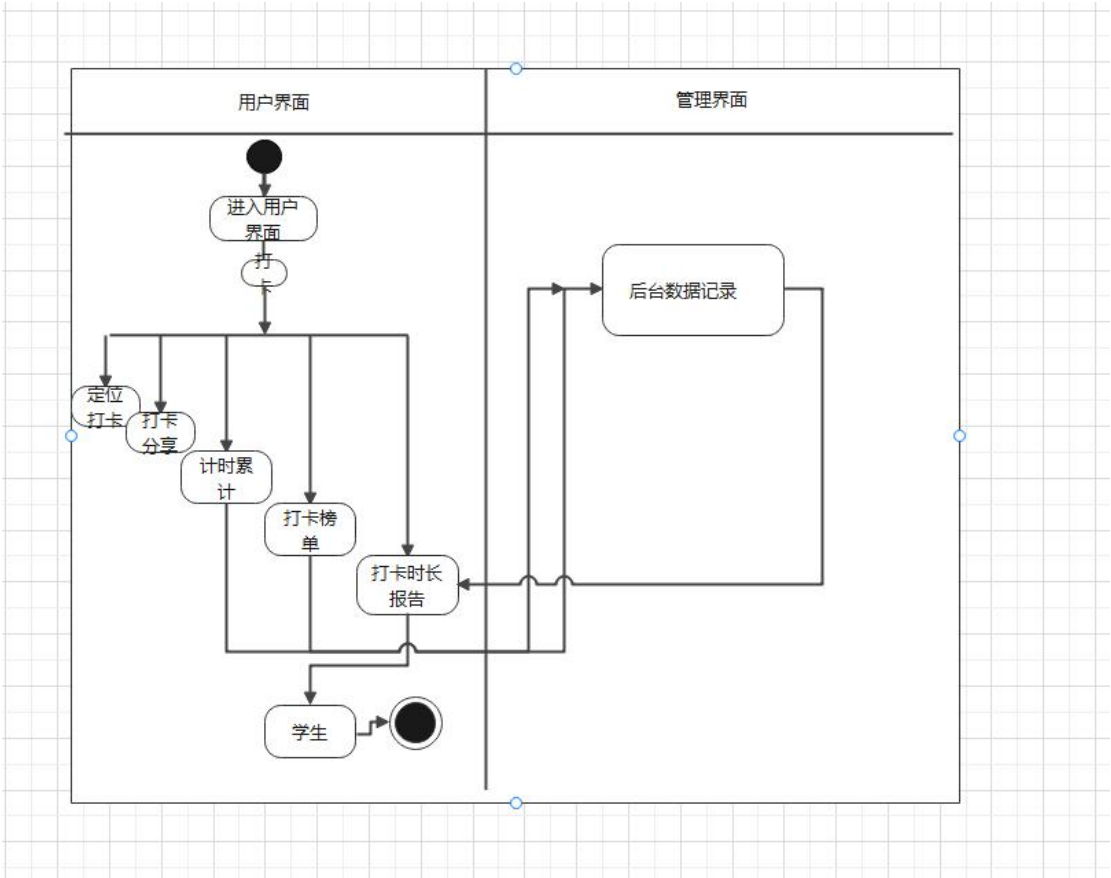 用户界面
管理界面
进入用户
界面
打
卡
后台数据记录
定位
打卡
打卡
分享
计时累
计
打卡榜
单
打卡时长
报告
学生